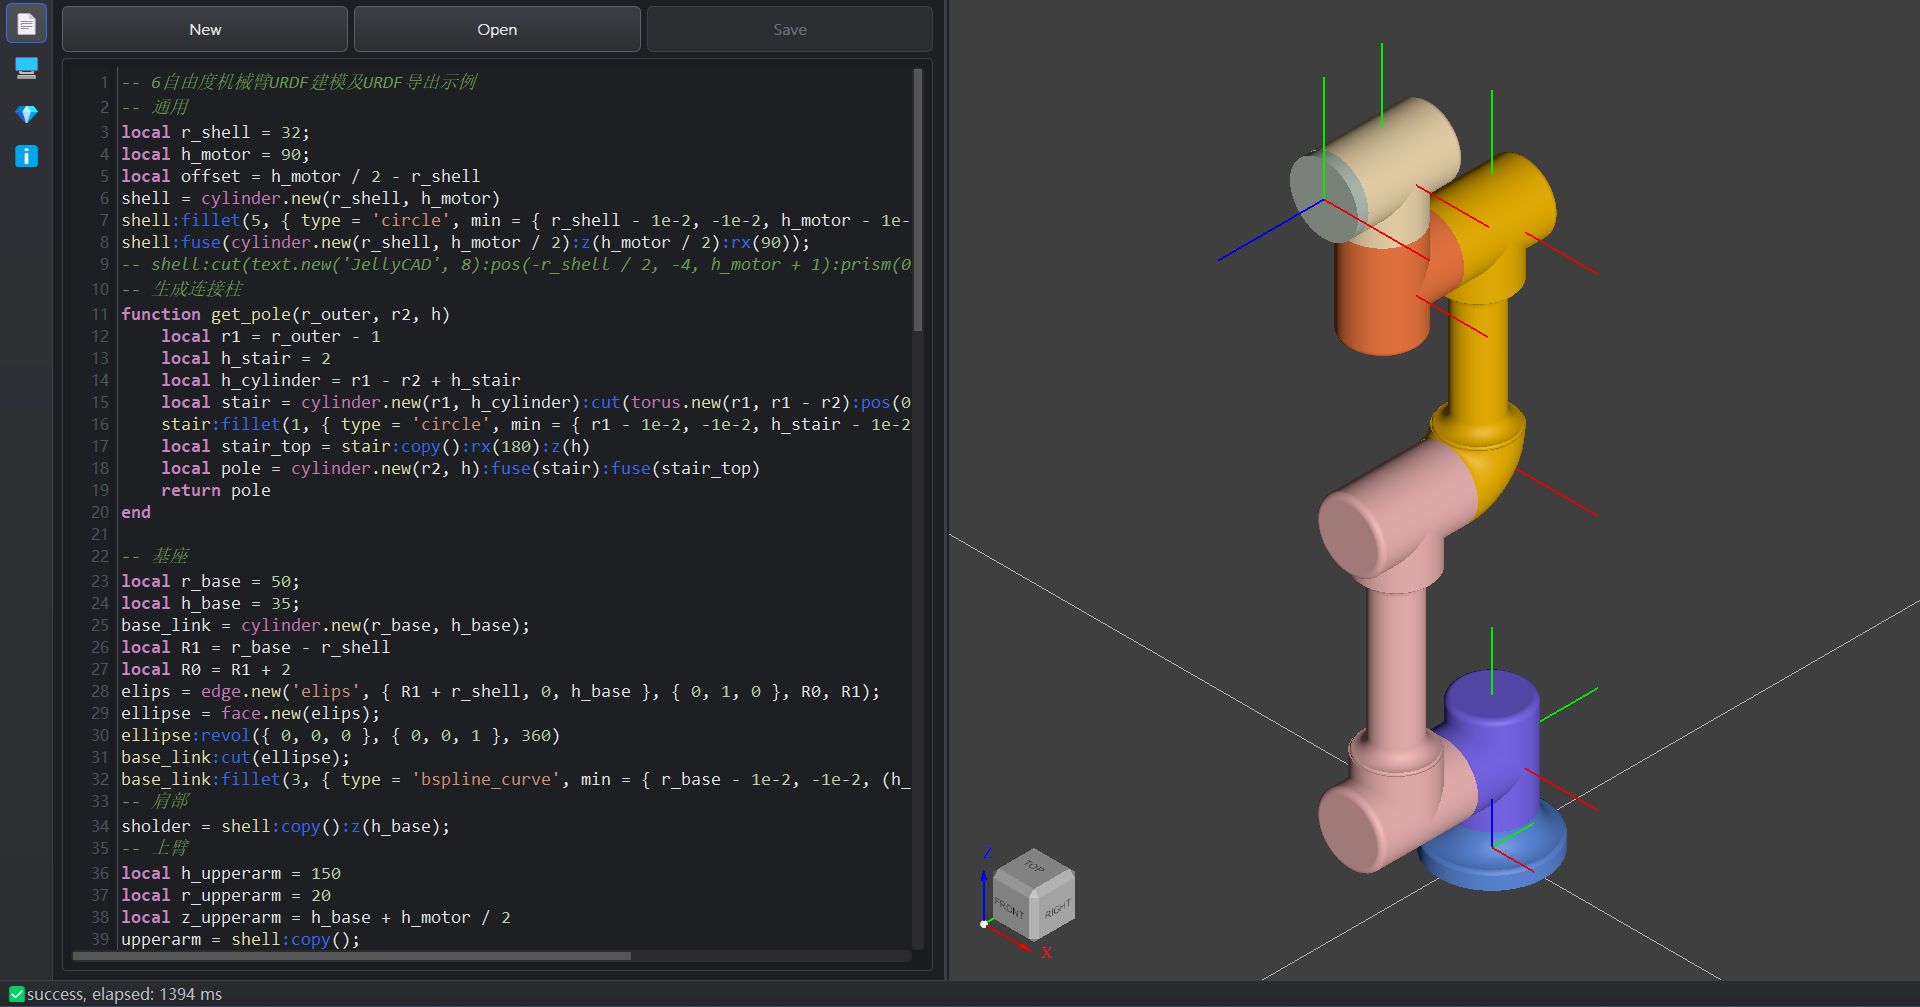 New
Open
Save
1 -- 6自由度机械臂URDF建模及URDF导出示例
2 -- 通用
3 local r_shell = 32;
4 local h_motor = 90;
5 local offset = h_motor / 2 - r_shell
6 shell = cylinder.new(r_shell, h_motor)
7 shell:fillet(5, { type = 'circle', min = { r_shell - 1e-2, -1e-2, h_motor - 1e-
8 shell:fuse(cylinder.new(r_shell, h_motor / 2):z(h_motor / 2):rx(90));
9 -- shell:cut(text.new('JellyCAD', 8):pos(-r_shell / 2, -4, h_motor + 1):prism(0
10 -- 生成连接柱
11 function get_pole(r_outer, r2, h)
12 local r1 = r_outer - 1
13 local h_stair = 2
14 local h_cylinder = r1 - r2 + h_stair
15 local stair = cylinder.new(r1, h_cylinder):cut(torus.new(r1, r1 - r2):pos(0
16 stair:fillet(1, { type = 'circle', min = { r1 - 1e-2, -1e-2, h_stair - 1e-2
17 local stair_top = stair:copy():rx(180):z(h)
18 local pole = cylinder.new(r2, h):fuse(stair):fuse(stair_top)
19 return pole
20 end
21
22 -- 基座
23 local r_base = 50;
24 local h_base = 35;
25 base_link = cylinder.new(r_base, h_base);
26 local R1 = r_base - r_shell
27 local R0 = R1 + 2
28 elips = edge.new('elips', { R1 + r_shell, 0, h_base }, { 0, 1, 0 }, R0, R1);
29 ellipse = face.new(elips);
30 ellipse:revol({ 0, 0, 0 }, { 0, 0, 1 }, 360)
31 base_link:cut(ellipse);
32 base_link:fillet(3, { type = 'bspline_curve', min = { r_base - 1e-2, -1e-2, (h_
33 -- 肩部
34 sholder = shell:copy():z(h_base);
35 -- 上臂
36 local h_upperarm = 150
37 local r_upperarm = 20
38 local z_upperarm = h_base + h_motor / 2
39 upperarm = shell:copy();
Z
TOP
FRONT
RIGHT
X
success, elapsed: 1394 ms